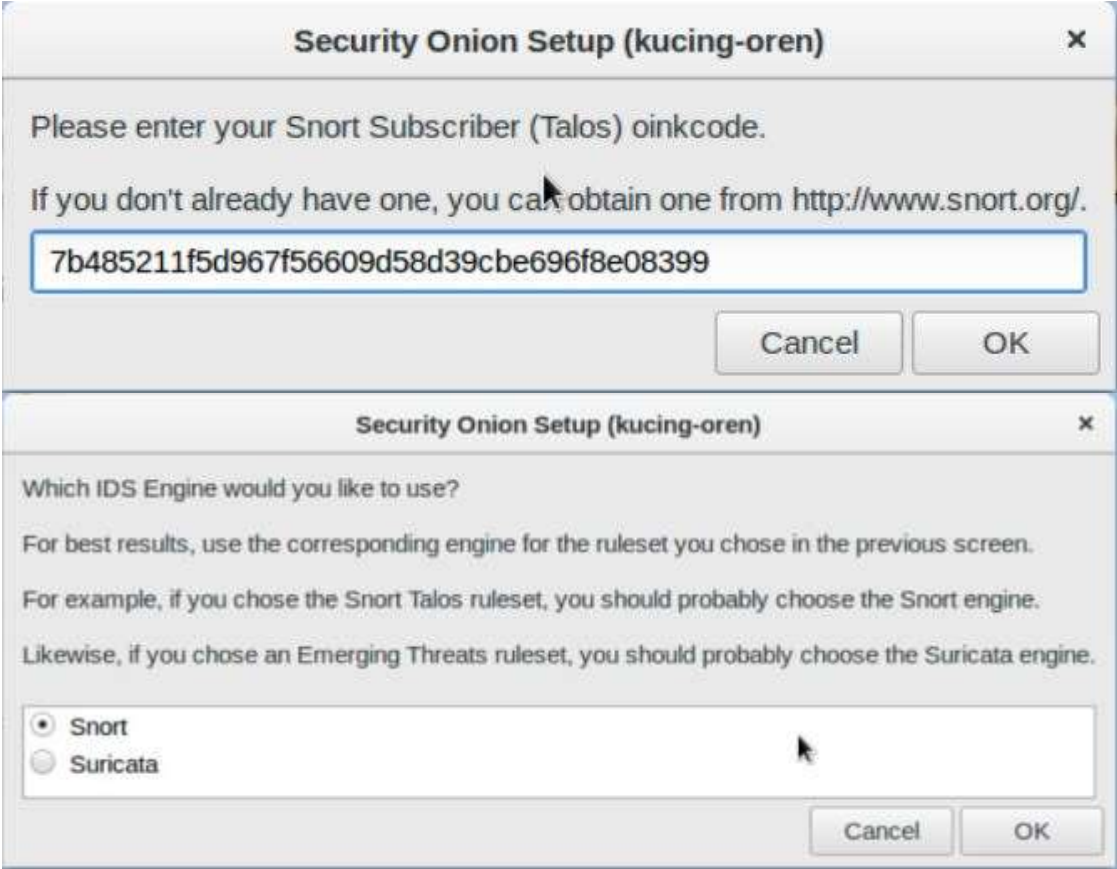 Security Onion Setup (kucing-oren)
Please enter your Snort Subscriber (Talos) oinkcode.
If you don't already have one, you can obtain one from http://www.snort.org/.
7b485211f5d967f56609d58d39cbe696f8e08399
Cancel OK
Security Onion Setup (kucing-oren)
Which IDS Engine would you like to use?
For best results, use the corresponding engine for the ruleset you chose in the previous screen.
For example, if you chose the Snort Talos ruleset, you should probably choose the Snort engine.
Likewise, if you chose an Emerging Threats ruleset, you should probably choose the Suricata engine.
Snort
Suricata
Cancel OK